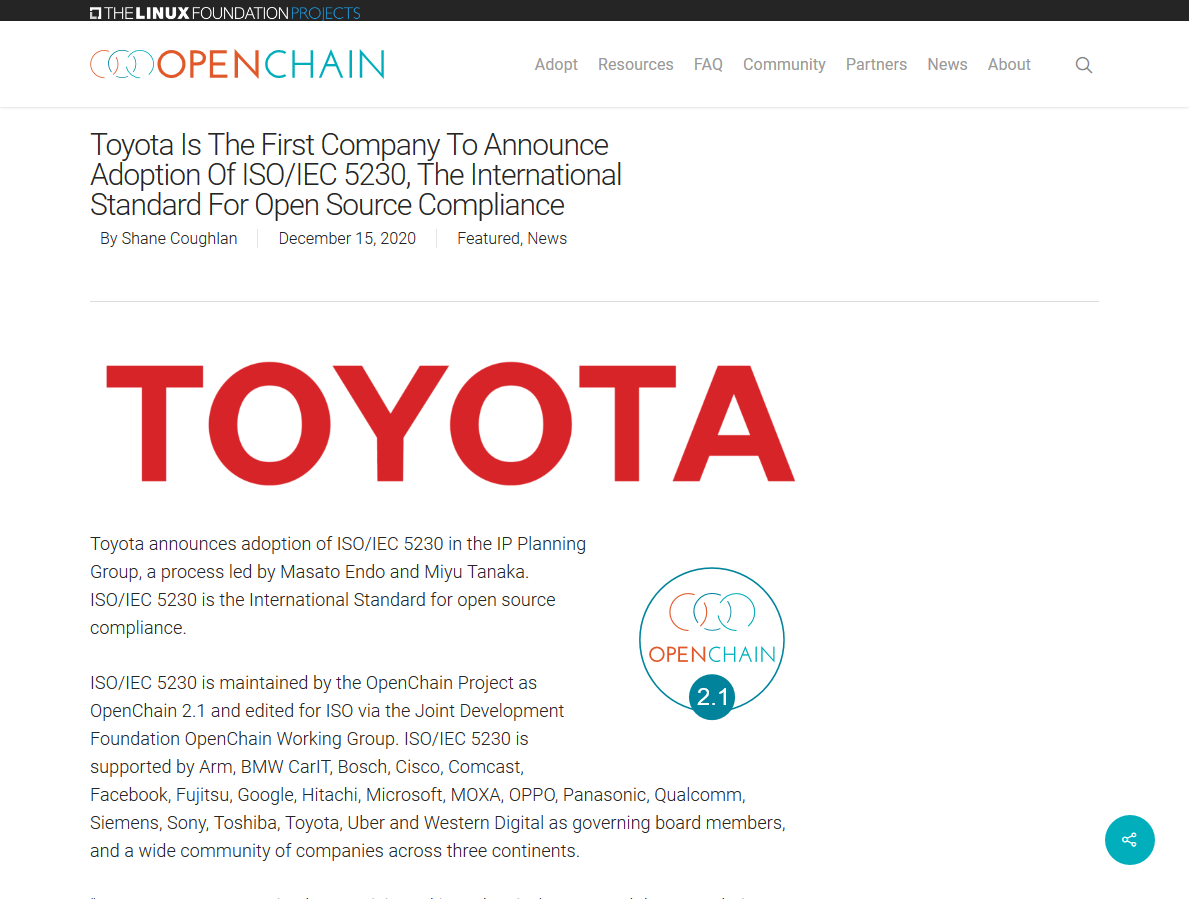 THE LINUX FOUNDATION PROJECTS
OPENCHAIN
Adopt Resources FAQ Community Partners News About
Toyota Is The First Company To Announce
Adoption Of ISO/IEC 5230, The International
Standard For Open Source Compliance
By Shane Coughlan December 15, 2020 Featured, News
TOYOTA
Toyota announces adoption of ISO/IEC 5230 in the IP Planning
Group, a process led by Masato Endo and Miyu Tanaka.
ISO/IEC 5230 is the International Standard for open source
compliance.
OPENCHAIN
2.1
ISO/IEC 5230 is maintained by the OpenChain Project as
OpenChain 2.1 and edited for ISO via the Joint Development
Foundation OpenChain Working Group. ISO/IEC 5230 is
supported by Arm, BMW CarIT, Bosch, Cisco, Comcast,
Facebook, Fujitsu, Google, Hitachi, Microsoft, MOXA, OPPO, Panasonic, Qualcomm,
Siemens, Sony, Toshiba, Toyota, Uber and Western Digital as governing board members,
and a wide community of companies across three continents.